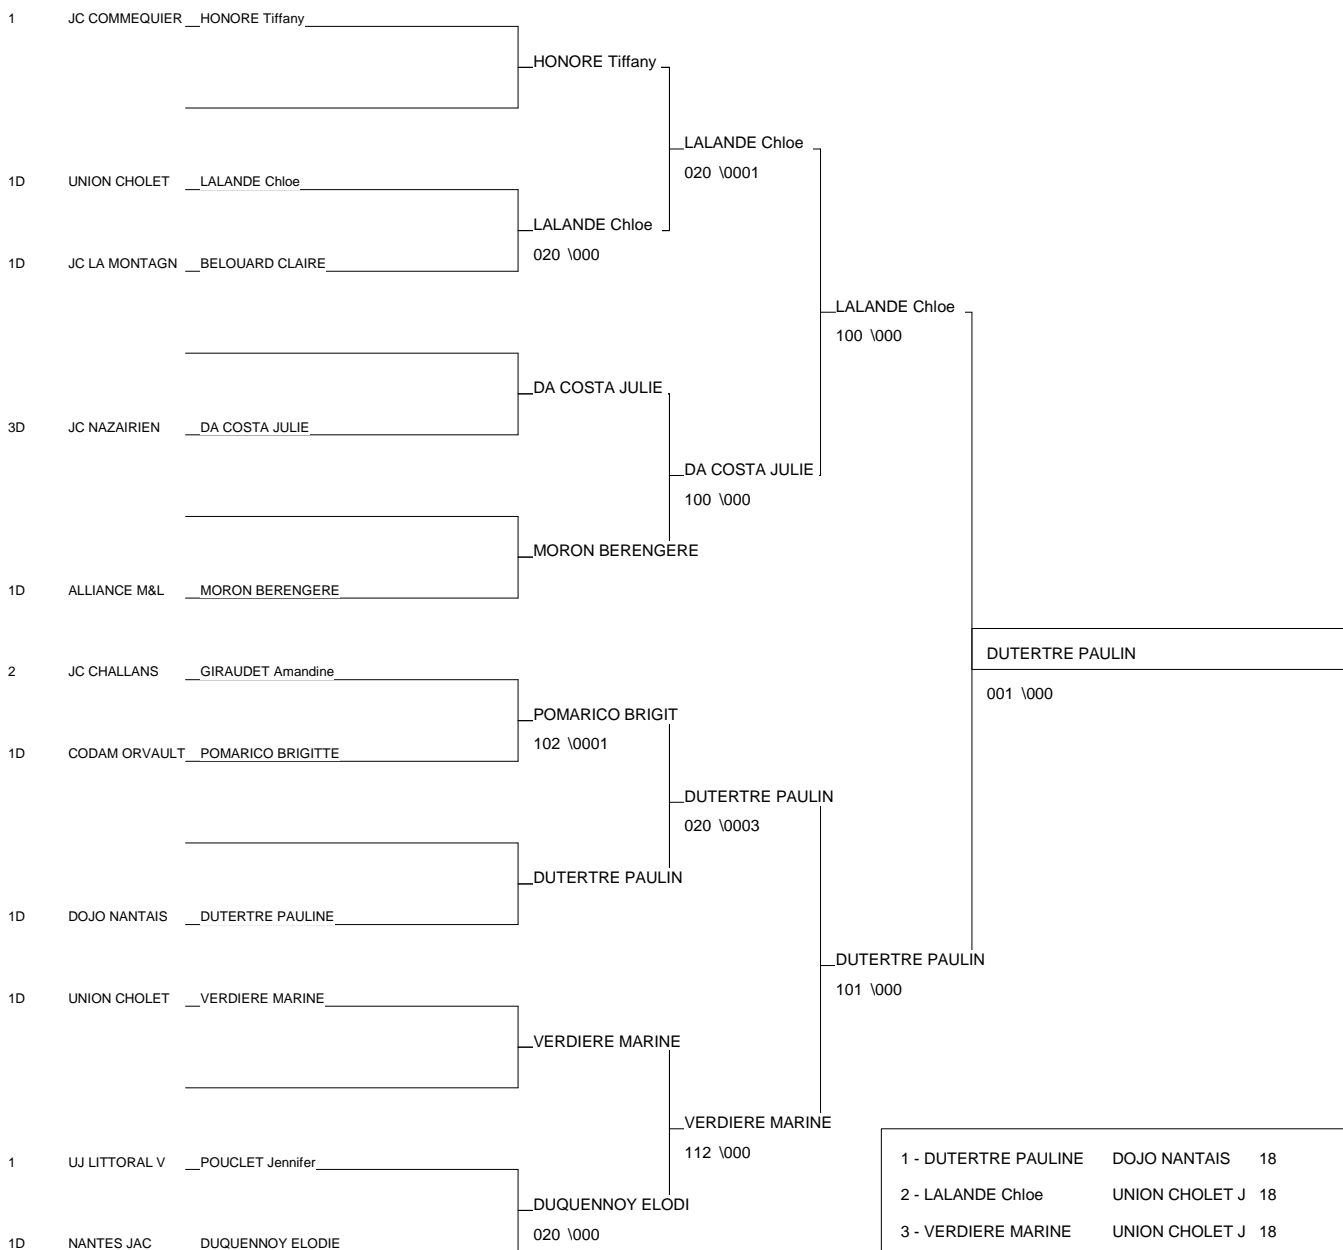 1 JC COMMEQUIER HONORE Tiffany
HONORE Tiffany
LALANDE Chloe
020 \0001
1D UNION CHOLET LALANDE Chloe
LALANDE Chloe
020 \000
1D JC LA MONTAGN BELOUARD CLAIRE
LALANDE Chloe
100 \000
DA COSTA JULIE
3D JC NAZAIRIEN DA COSTA JULIE
DA COSTA JULIE
100 \000
MORON BERENGERE
1D ALLIANCE M&L MORON BERENGERE
DUTERTRE PAULIN
001 \000
2 JC CHALLANS GIRAUDET Amandine
POMARICO BRIGIT
102 \0001
1D CODAM ORVAULT POMARICO BRIGITTE
DUTERTRE PAULIN
020 \0003
DUTERTRE PAULIN
1D DOJO NANTAIS DUTERTRE PAULINE
DUTERTRE PAULIN
101 \000
1D UNION CHOLET VERDIERE MARINE
VERDIERE MARINE
VERDIERE MARINE
112 \000
1 UJ LITTORAL V POUCLET Jennifer
DUQUENNOY ELODI
020 \000
1D NANTES JAC DUQUENNOY ELODIE
1 - DUTERTRE PAULINE DOJO NANTAIS 18
2 - LALANDE Chloe UNION CHOLET J 18
3 - VERDIERE MARINE UNION CHOLET J 18